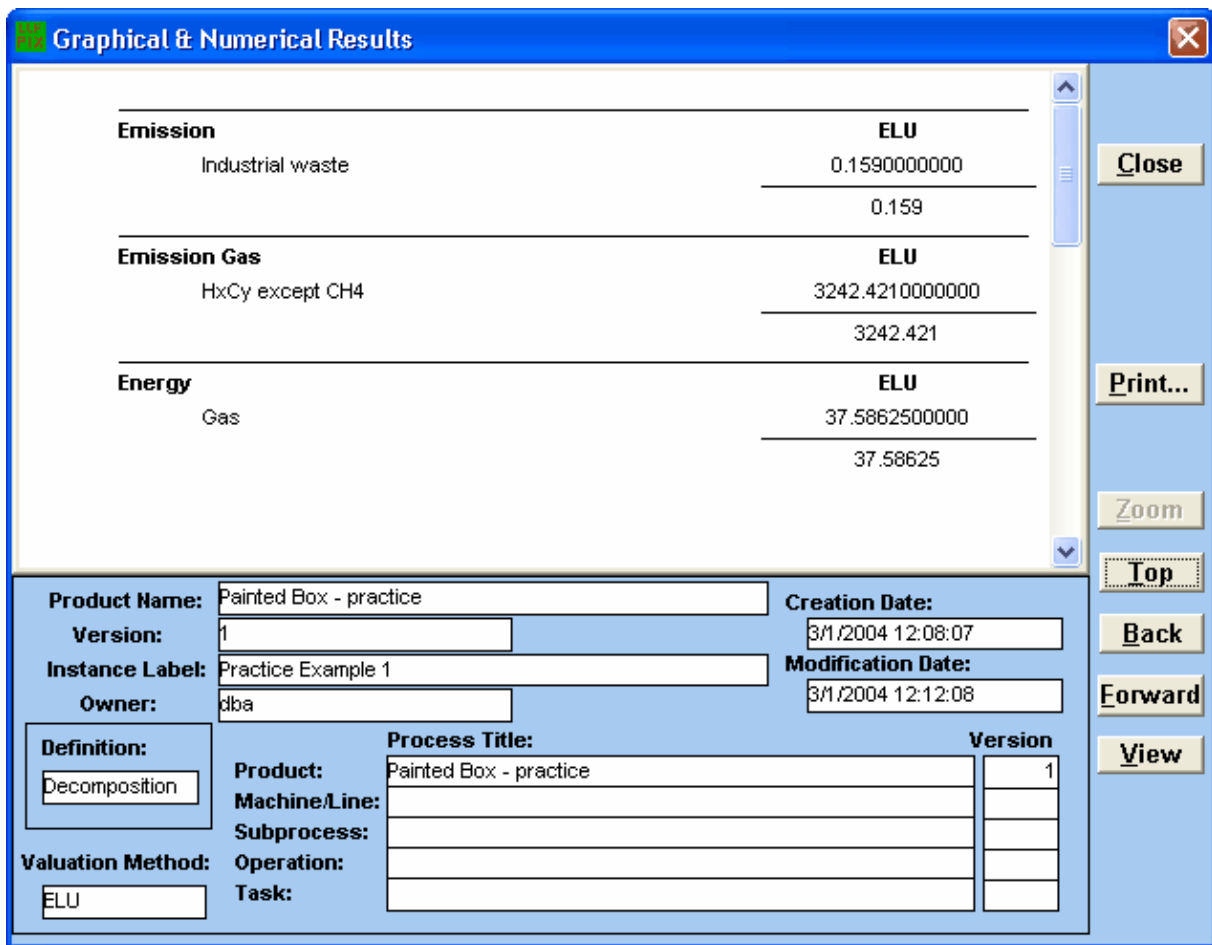 LCP PIX Graphical & Numerical Results
Emission ELU
Industrial waste 0.1590000000
0.159
Emission Gas ELU
HxCy except CH4 3242.4210000000
3242.421
Energy ELU
Gas 37.5862500000
37.58625
Close
Print...
Zoom
Top
Back
Forward
View
Product Name: Painted Box - practice
Version: 1
Instance Label: Practice Example 1
Owner: dba
Creation Date:
3/1/2004 12:08:07
Modification Date:
3/1/2004 12:12:08
Definition:
Decomposition
Valuation Method:
ELU
Process Title: Version
Product: Painted Box - practice 1
Machine/Line:
Subprocess:
Operation:
Task: